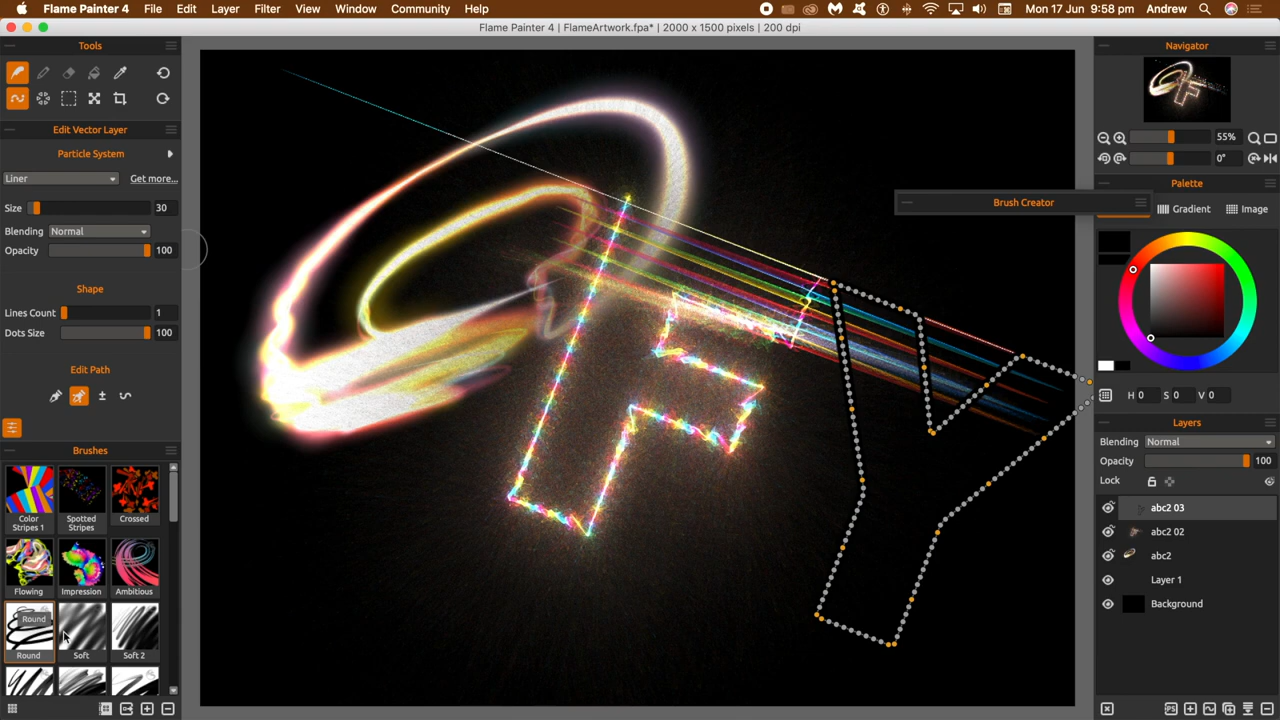 Flame Painter 4 File Edit Layer Filter View Window Community Help Mon 17 Jun 9:58 pm Andrew
Flame Painter 4 | FlameArtwork.fpa* | 2000 x 1500 pixels | 200 dpi
Tools
Edit Vector Layer
Particle System
Liner Get more...
Size 30
Blending Normal
Opacity 100
Shape
Lines Count 1
Dots Size 100
Edit Path
Brushes
Color Stripes 1
Spotted Stripes
Crossed
Flowing
Impression
Ambitious
Round
Round
Soft
Soft 2
F
Brush Creator
Navigator
F
55%
0°
Palette
Gradient Image
H 0 S 0 V 0
Layers
Blending Normal
Opacity 100
Lock
abc2 03
abc2 02
abc2
Layer 1
Background
PS